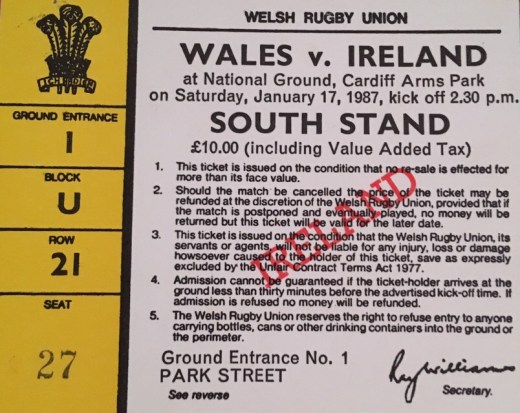 ICH DIEN
GROUND ENTRANCE
1
BLOCK
U
ROW
21
SEAT
27
WELSH RUGBY UNION
WALES v. IRELAND
at National Ground, Cardiff Arms Park
on Saturday, January 17, 1987, kick off 2.30 p.m.
SOUTH STAND
£10.00 (including Value Added Tax)
1. This ticket is issued on the condition that no re-sale is effected for
more than its face value.
2. Should the match be cancelled the price of the ticket may be
refunded at the discretion of the Welsh Rugby Union, provided that if
the match is postponed and eventually played, no money will be
returned but this ticket will be valid for the later date.
3. This ticket is issued on the condition that the Welsh Rugby Union, its
servants or agents, will not be liable for any injury, loss or damage
howsoever caused to the holder of this ticket, save as expressly
excluded by the Unfair Contract Terms Act 1977.
4. Admission cannot be guaranteed if the ticket-holder arrives at the
ground less than thirty minutes before the advertised kick-off time. If
admission is refused no money will be refunded.
5. The Welsh Rugby Union reserves the right to refuse entry to anyone
carrying bottles, cans or other drinking containers into the ground or
the perimeter.
IRELAND
Ground Entrance No. 1
PARK STREET
See reverse
Ray Williams
Secretary.